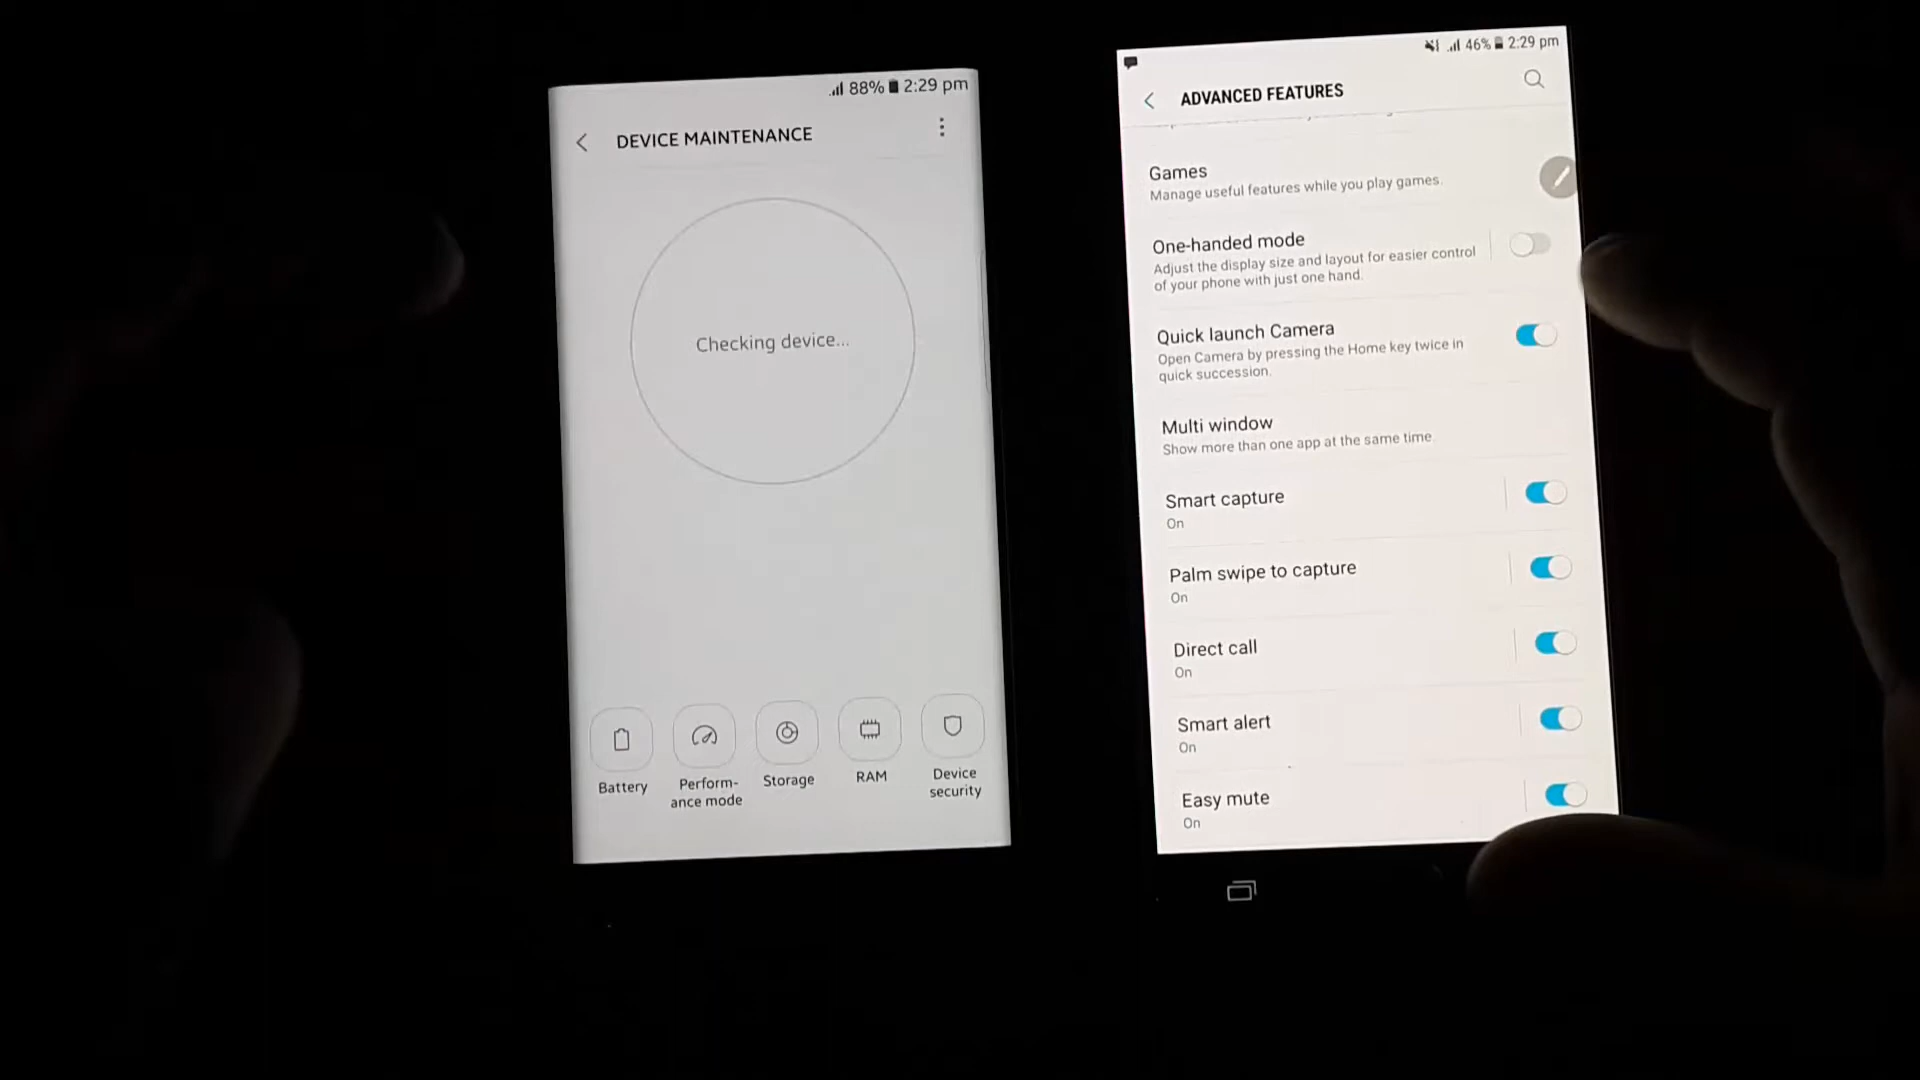 88% 2:29 pm
DEVICE MAINTENANCE
Checking device...
Battery
Perform-
ance mode
Storage
RAM
Device
security
46% 2:29 pm
ADVANCED FEATURES
Games
Manage useful features while you play games.
One-handed mode
Adjust the display size and layout for easier control
of your phone with just one hand.
Quick launch Camera
Open Camera by pressing the Home key twice in
quick succession.
Multi window
Show more than one app at the same time.
Smart capture
On
Palm swipe to capture
On
Direct call
On
Smart alert
On
Easy mute
On